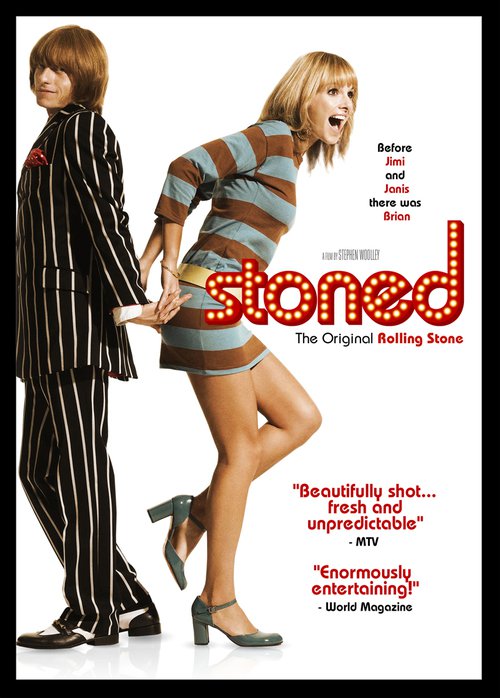 Before
Jimi
and
Janis
there was
Brian
A FILM BY STEPHEN WOOLLEY
stoned
The Original Rolling Stone
"Beautifully shot...
fresh and
unpredictable"
- MTV
"Enormously
entertaining!"
- World Magazine